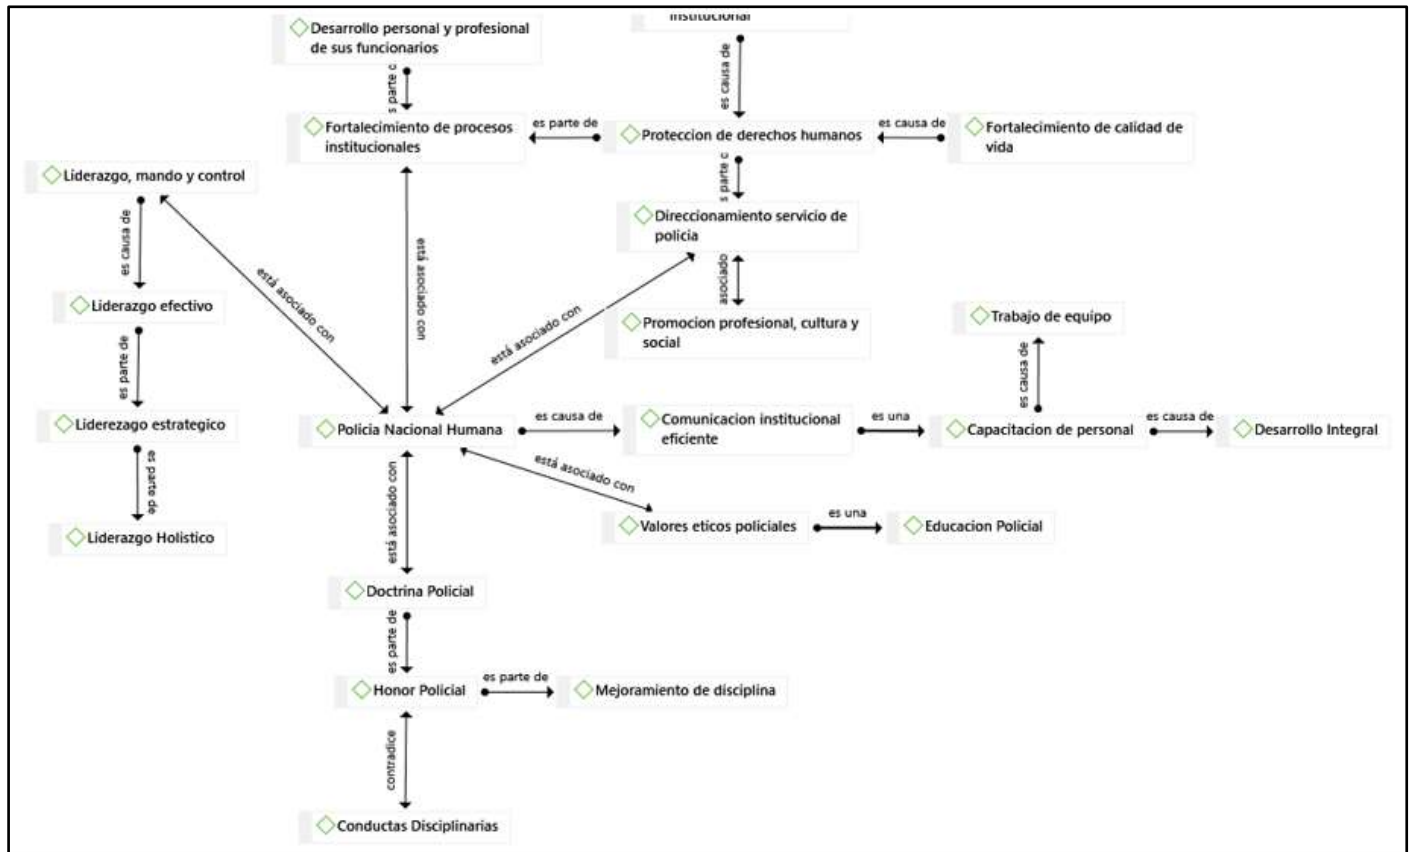 institucional
Desarrollo personal y profesional
de sus funcionarios
es causa de
s parte d
Fortalecimiento de procesos
institucionales
es parte de
Proteccion de derechos humanos
es causa de
Fortalecimiento de calidad de
vida
Liderazgo, mando y control
s parte d
es causa de
Direccionamiento servicio de
policia
está asociado con
está asociado con
está asociado con
asociado
Liderazgo efectivo
Promocion profesional, cultura y
social
Trabajo de equipo
es parte de
es causa de
Liderezago estrategico
Policia Nacional Humana
es causa de
Comunicacion institucional
eficiente
es una
Capacitacion de personal
es causa de
Desarrollo Integral
es parte de
está asociado con
está asociado con
Liderazgo Holistico
Valores eticos policiales
es una
Educacion Policial
Doctrina Policial
es parte de
Honor Policial
es parte de
Mejoramiento de disciplina
contradice
Conductas Disciplinarias